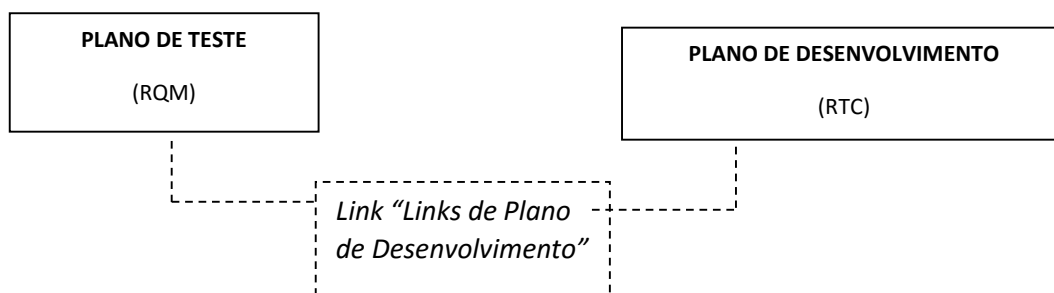 PLANO DE TESTE
(RQM)
PLANO DE DESENVOLVIMENTO
(RTC)
Link “Links de Plano
de Desenvolvimento”